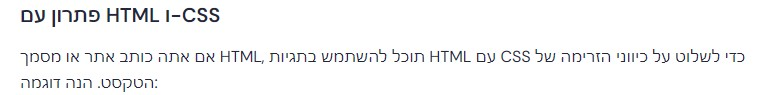 פתרון עם HTML ו-CSS
אם אתה כותב אתר או מסמך HTML, תוכל להשתמש בתגיות HTML עם CSS כדי לשלוט על כיווני הזרימה של
הטקסט. הנה דוגמה: